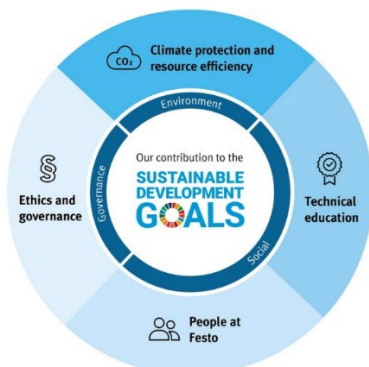 CO₂
Climate protection and
resource efficiency
Environment
Our contribution to the
SUSTAINABLE
DEVELOPMENT
GOALS
§
Ethics and
governance
Governance
Technical
education
Social
People at
Festo